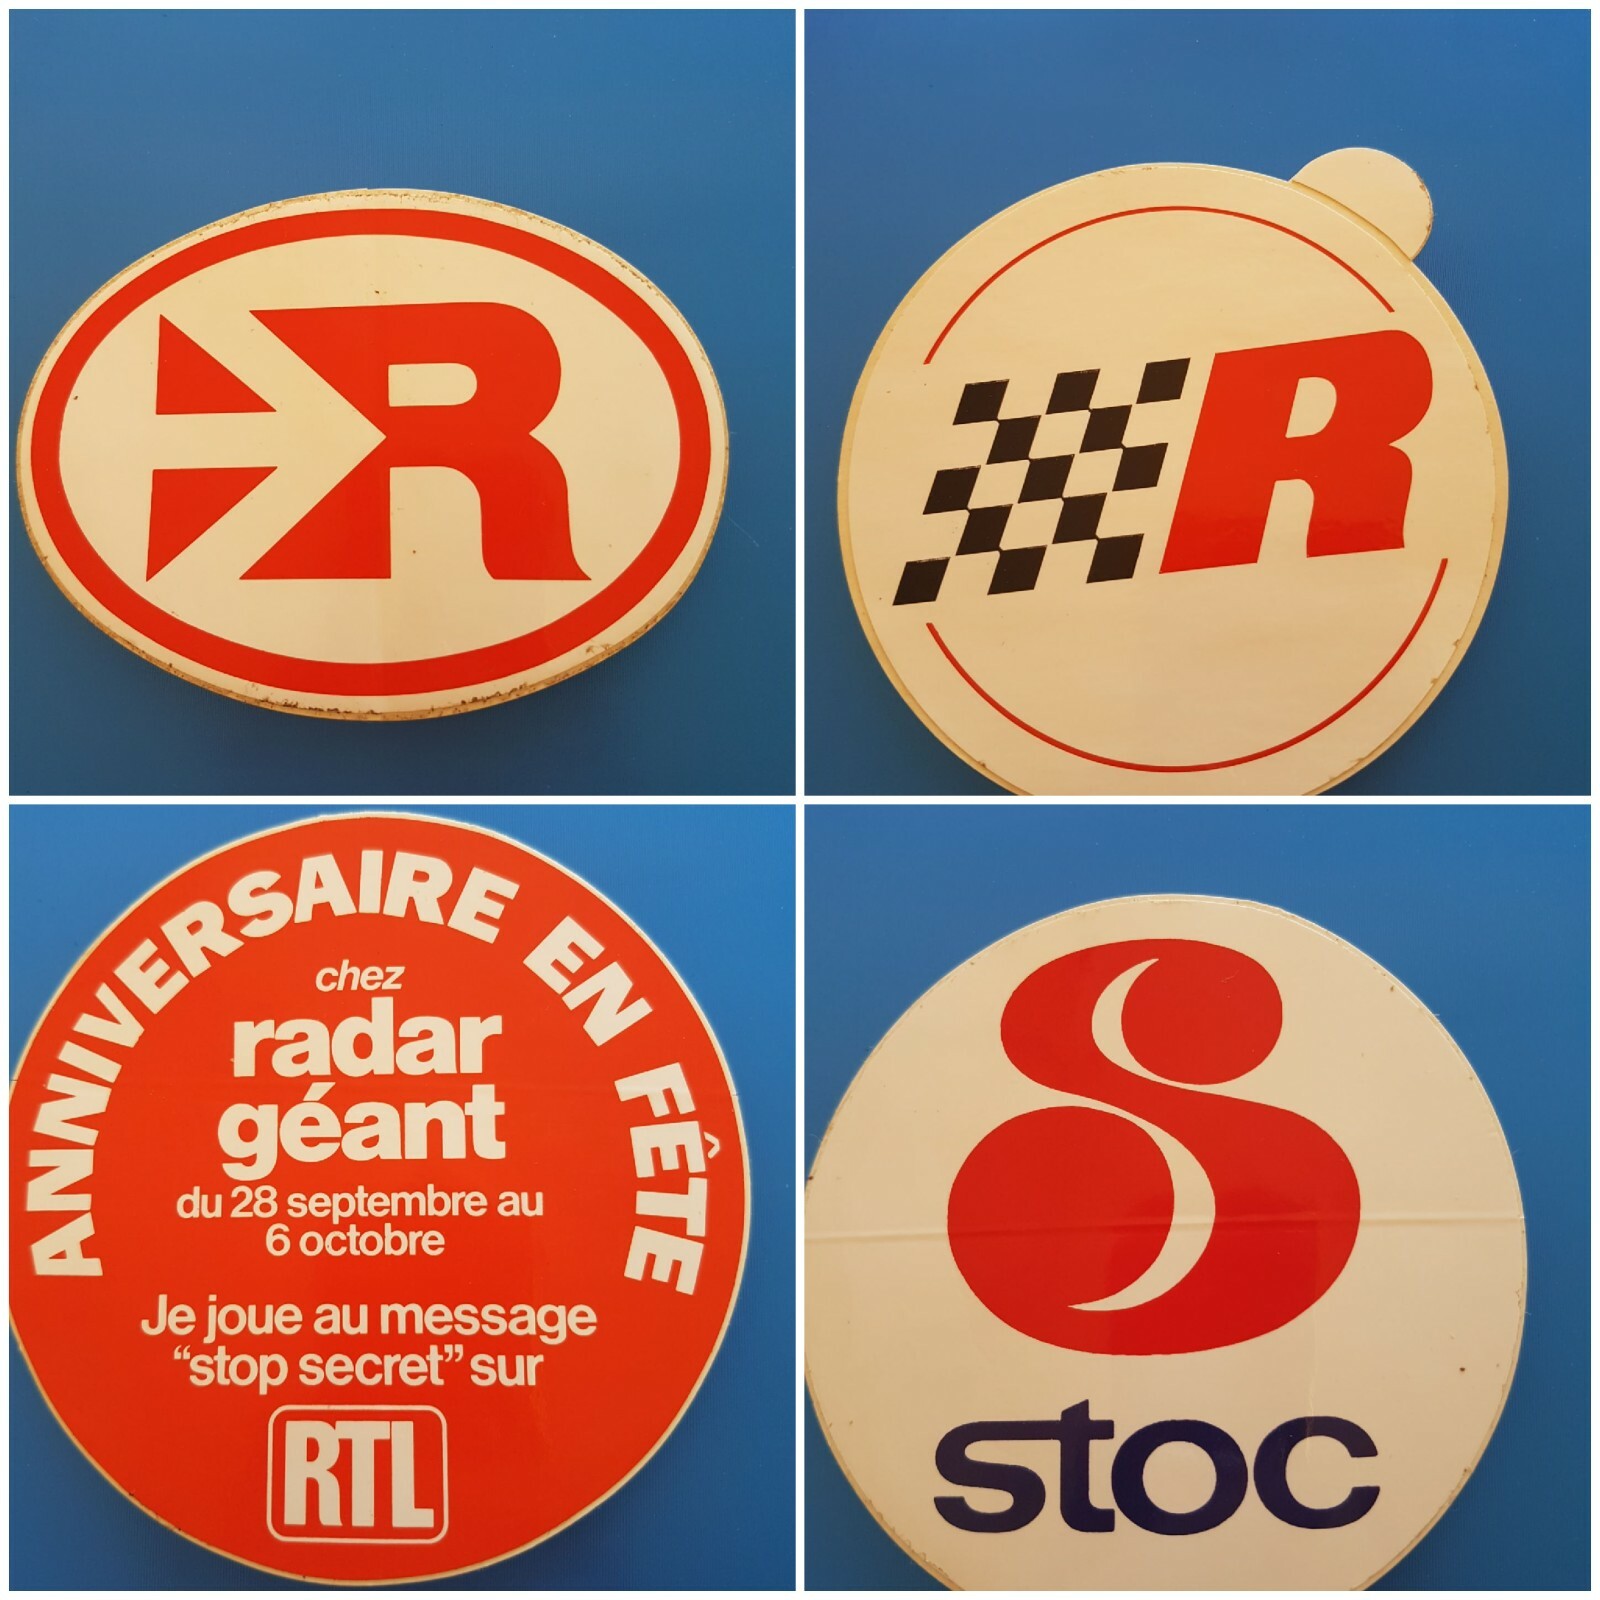 R
R
ANNIVERSAIRE EN FÊTE
chez
radar
géant
du 28 septembre au
6 octobre
Je joue au message
“stop secret” sur
RTL
S
stoc